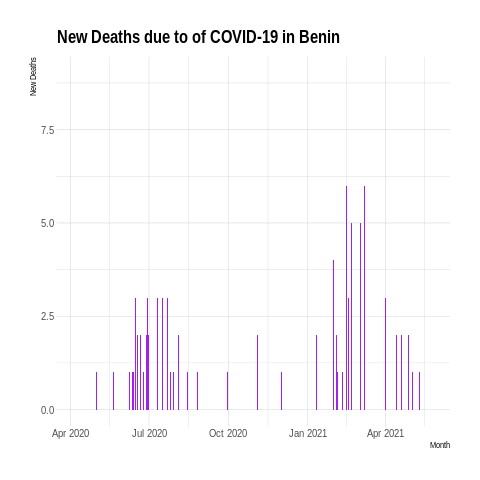 New Deaths due to of COVID-19 in Benin
New Deaths
7.5
5.0
2.5
0.0
Apr 2020 Jul 2020 Oct 2020 Jan 2021 Apr 2021
Month